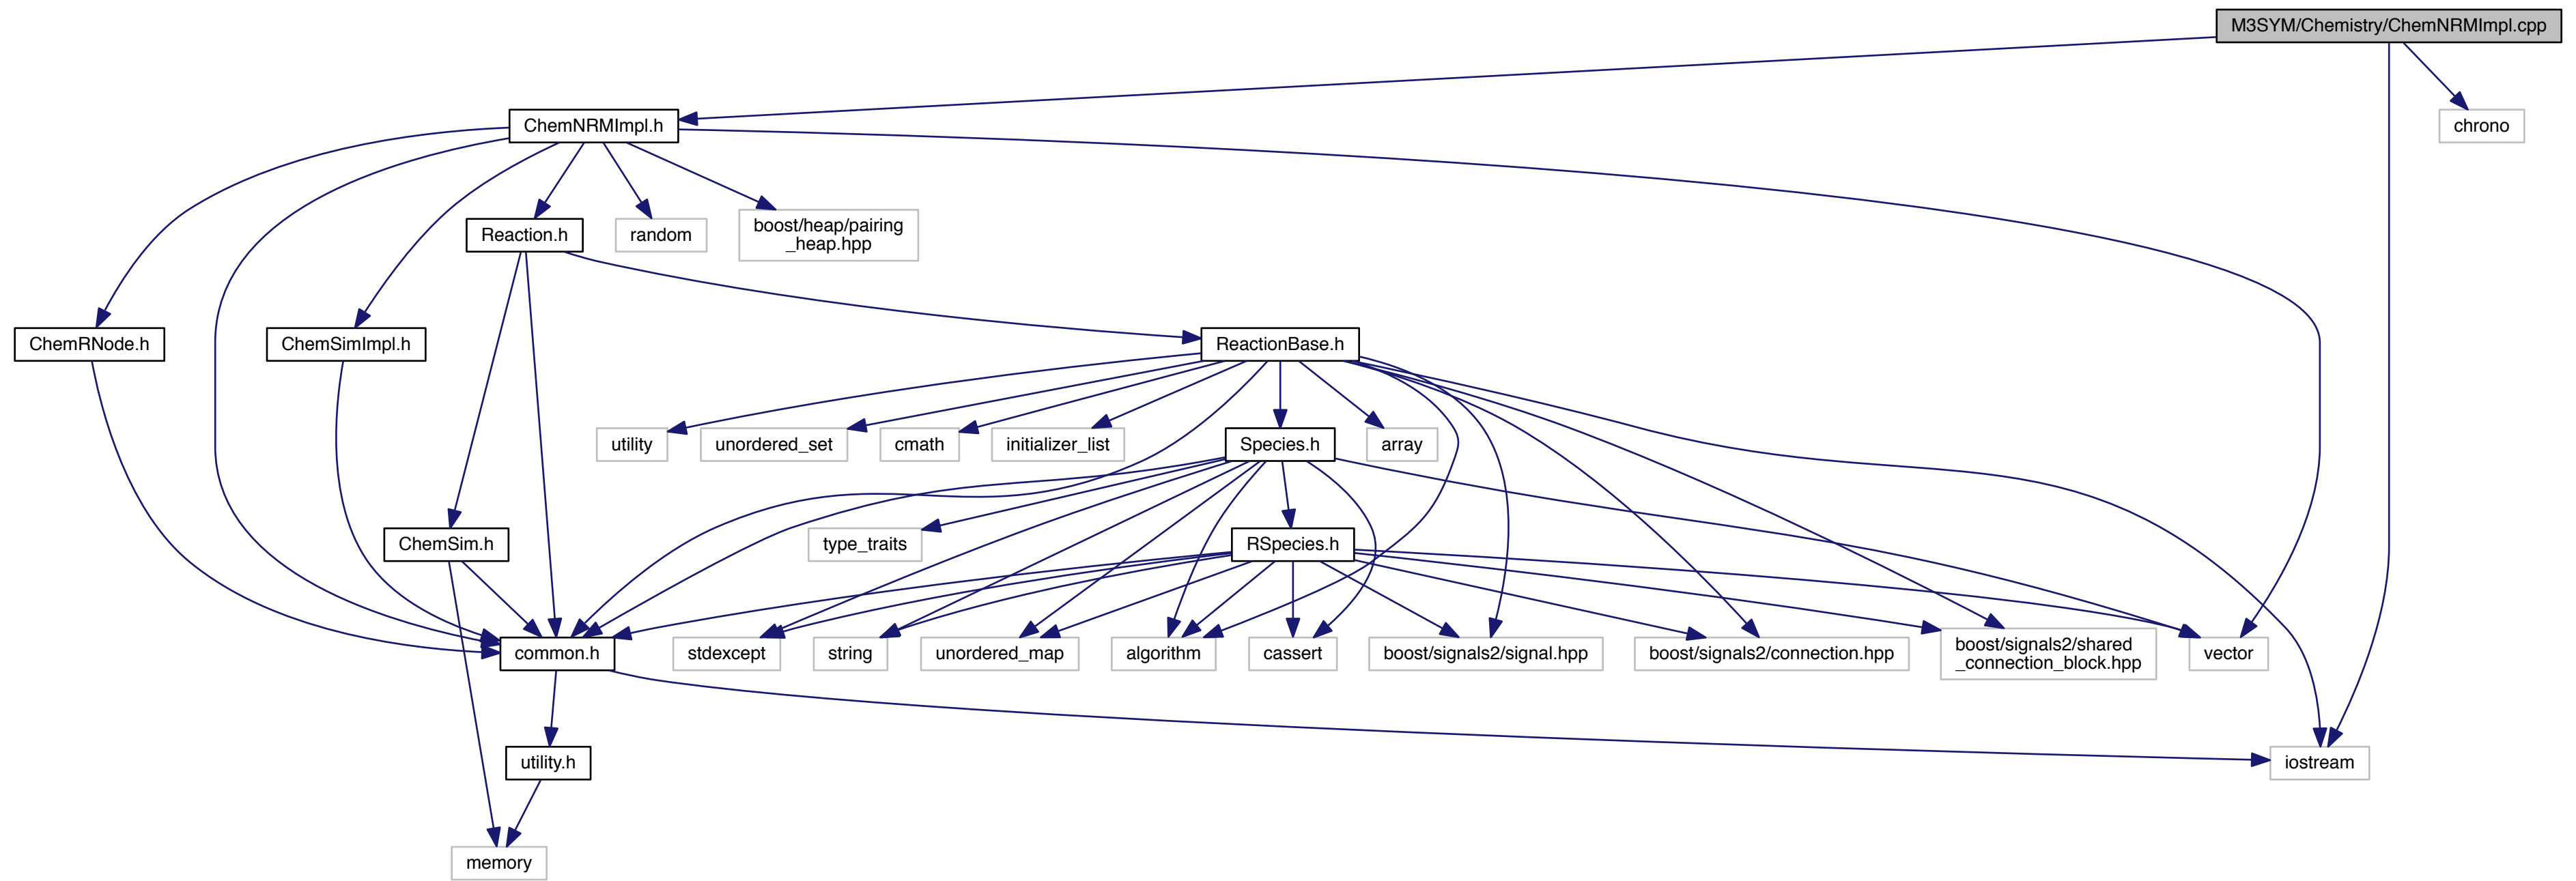 M3SYM/Chemistry/ChemNRMImpl.cpp
ChemNRMImpl.h
chrono
Reaction.h
random
boost/heap/pairing
_heap.hpp
ChemRNode.h
ChemSimImpl.h
ReactionBase.h
utility
unordered_set
cmath
initializer_list
Species.h
array
ChemSim.h
type_traits
RSpecies.h
common.h
stdexcept
string
unordered_map
algorithm
cassert
boost/signals2/signal.hpp
boost/signals2/connection.hpp
boost/signals2/shared
_connection_block.hpp
vector
utility.h
iostream
memory